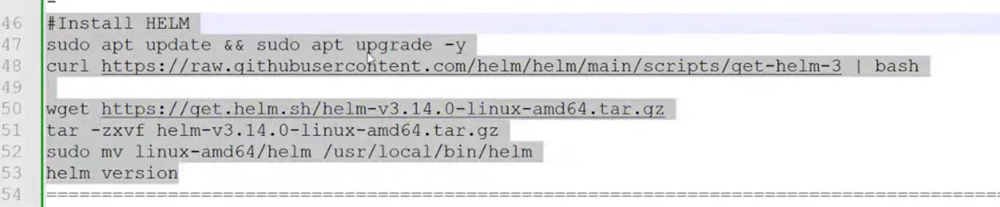 46 #Install HELM
47 sudo apt update && sudo apt upgrade -y
48 curl https://raw.githubusercontent.com/helm/helm/main/scripts/get-helm-3 | bash
49
50 wget https://get.helm.sh/helm-v3.14.0-linux-amd64.tar.gz
51 tar -zxvf helm-v3.14.0-linux-amd64.tar.gz
52 sudo mv linux-amd64/helm /usr/local/bin/helm
53 helm version
54 =======================================================================================